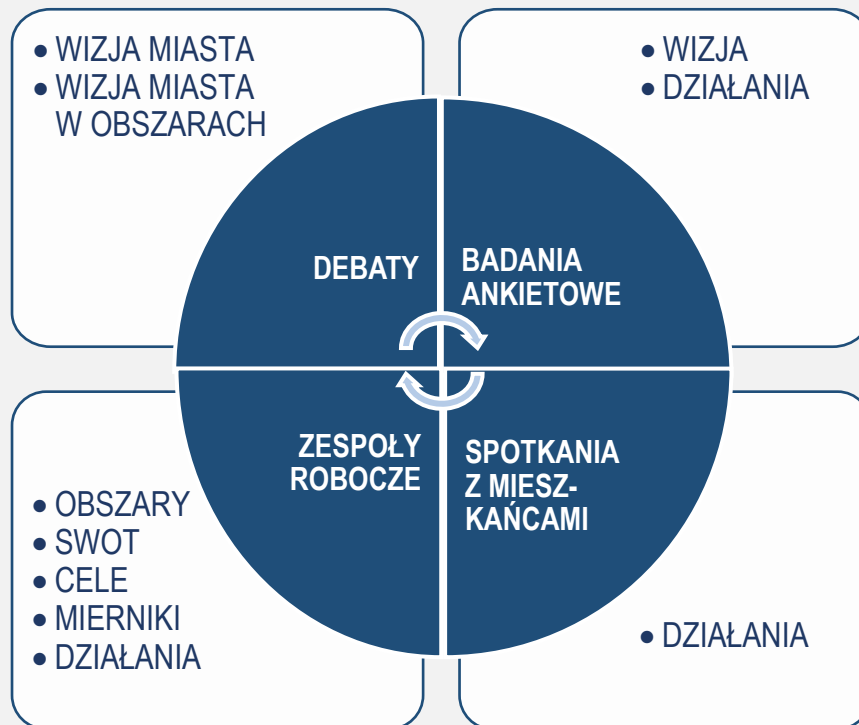 • WIZJA MIASTA
• WIZJA MIASTA
W OBSZARACH
• WIZJA
• DZIAŁANIA
DEBATY
BADANIA
ANKIETOWE
ZESPOŁY
ROBOCZE
SPOTKANIA
Z MIESZ-
KAŃCAMI
• OBSZARY
• SWOT
• CELE
• MIERNIKI
• DZIAŁANIA
• DZIAŁANIA